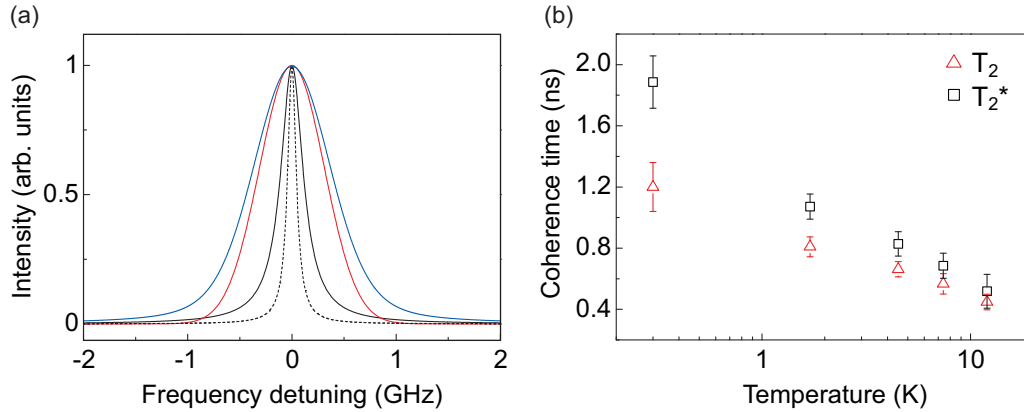 (a)
Intensity (arb. units)
1
0.5
0
-2
-1
0
1
2
Frequency detuning (GHz)
(b)
Coherence time (ns)
2.0
1.6
1.2
0.8
0.4
1
10
Temperature (K)
T₂
T₂*